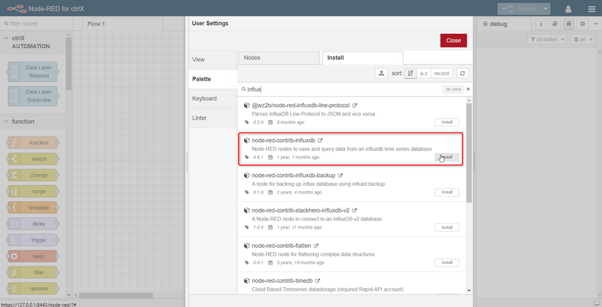 Node-RED for ctrlX
Deploy
filter nodes
Flow 1
ctrlX
AUTOMATION
Data Layer
Request
Data Layer
Subscribe
function
function
switch
change
range
template
delay
trigger
exec
filter
random
https://127.0.0.1:8443/node-red/?#
User Settings
Close
View
Palette
Keyboard
Linter
Nodes
Install
sort:
a-z
recent
influx
@wz2b/node-red-influxdb-line-protocol
Parses InfluxDB Line Protocol to JSON and vice versa
0.2.0
9 months ago
install
node-red-contrib-influxdb
Node-RED nodes to save and query data from an influxdb time series database
0.6.1
1 year, 7 months ago
install
node-red-contrib-influxdb-backup
A node for backing up influx database using influxd backup
0.1.0
2 years, 4 months ago
install
node-red-contrib-stackhero-influxdb-v2
A Node-RED node to connect to an InfluxDB v2 database
1.0.4
1 year, 11 months ago
install
node-red-contrib-flatten
Node-RED node for flattening complex data structures
0.0.1
install
node-red-contrib-timedb
Cloud Based Timeseries datastorage (required Rapid-API account)
debug
all nodes
all